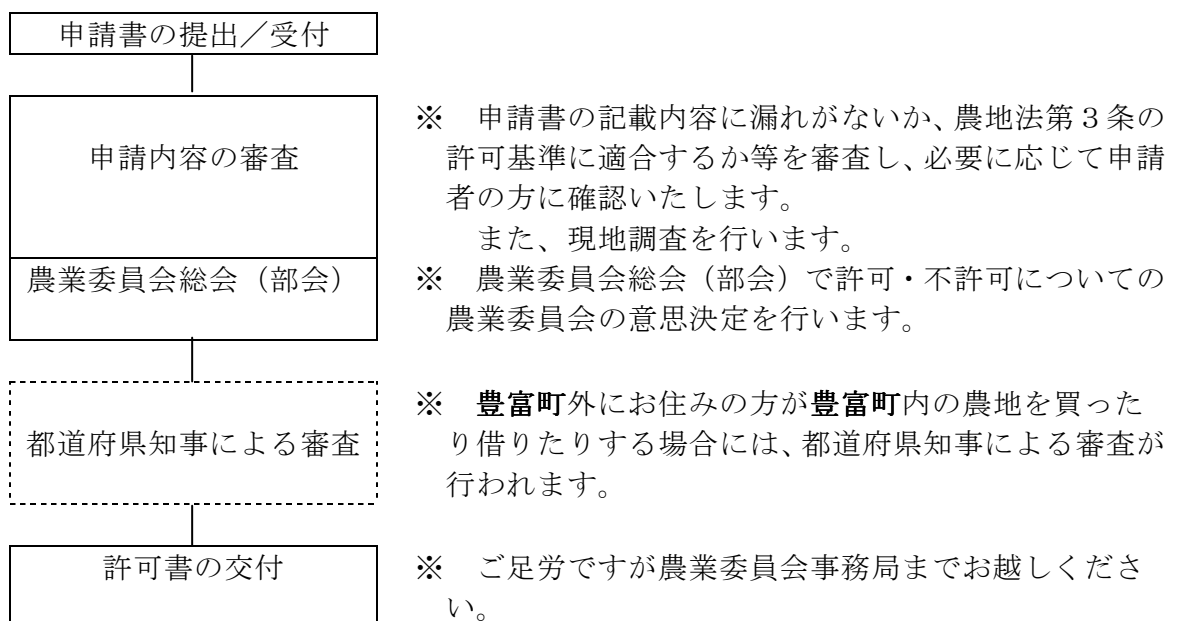 申請書の提出／受付
申請内容の審査
※　申請書の記載内容に漏れがないか、農地法第３条の
許可基準に適合するか等を審査し、必要に応じて申請
者の方に確認いたします。
また、現地調査を行います。
農業委員会総会（部会）
※　農業委員会総会（部会）で許可・不許可についての
農業委員会の意思決定を行います。
都道府県知事による審査
※　豊富町外にお住みの方が豊富町内の農地を買った
り借りたりする場合には、都道府県知事による審査が
行われます。
許可書の交付
※　ご足労ですが農業委員会事務局までお越しくださ
い。